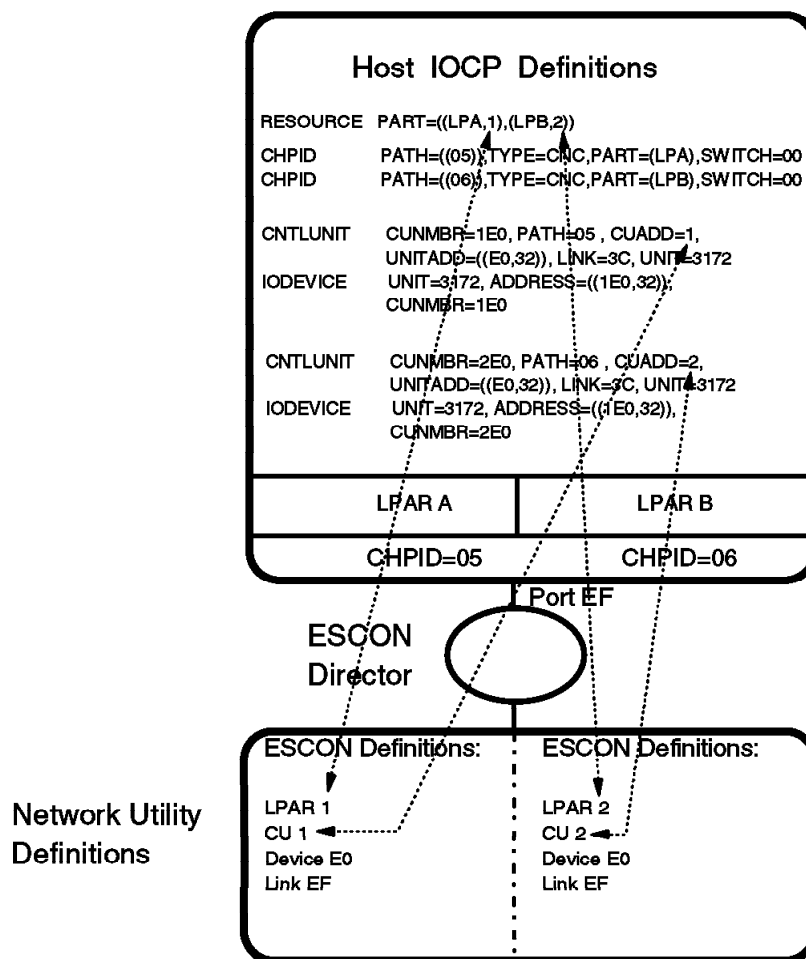 Host IOCP Definitions
RESOURCE PART=((LPA,1),(LPB,2))
CHPID PATH=((05)),TYPE=CNC,PART=(LPA),SWITCH=00
CHPID PATH=((06)),TYPE=CNC,PART=(LPB),SWITCH=00
CNTLUNIT CUNMBR=1E0, PATH=05 , CUADD=1,
UNITADD=((E0,32)), LINK=3C, UNIT=3172
IODEVICE UNIT=3172, ADDRESS=((1E0,32)),
CUNMBR=1E0
CNTLUNIT CUNMBR=2E0, PATH=06 , CUADD=2,
UNITADD=((E0,32)), LINK=3C, UNIT=3172
IODEVICE UNIT=3172, ADDRESS=((1E0,32)),
CUNMBR=2E0
LPAR A LPAR B
CHPID=05 CHPID=06
Port EF
ESCON
Director
ESCON Definitions: ESCON Definitions:
LPAR 1 LPAR 2
Network Utility
CU 1 CU 2
Definitions
Device E0 Device E0
Link EF Link EF